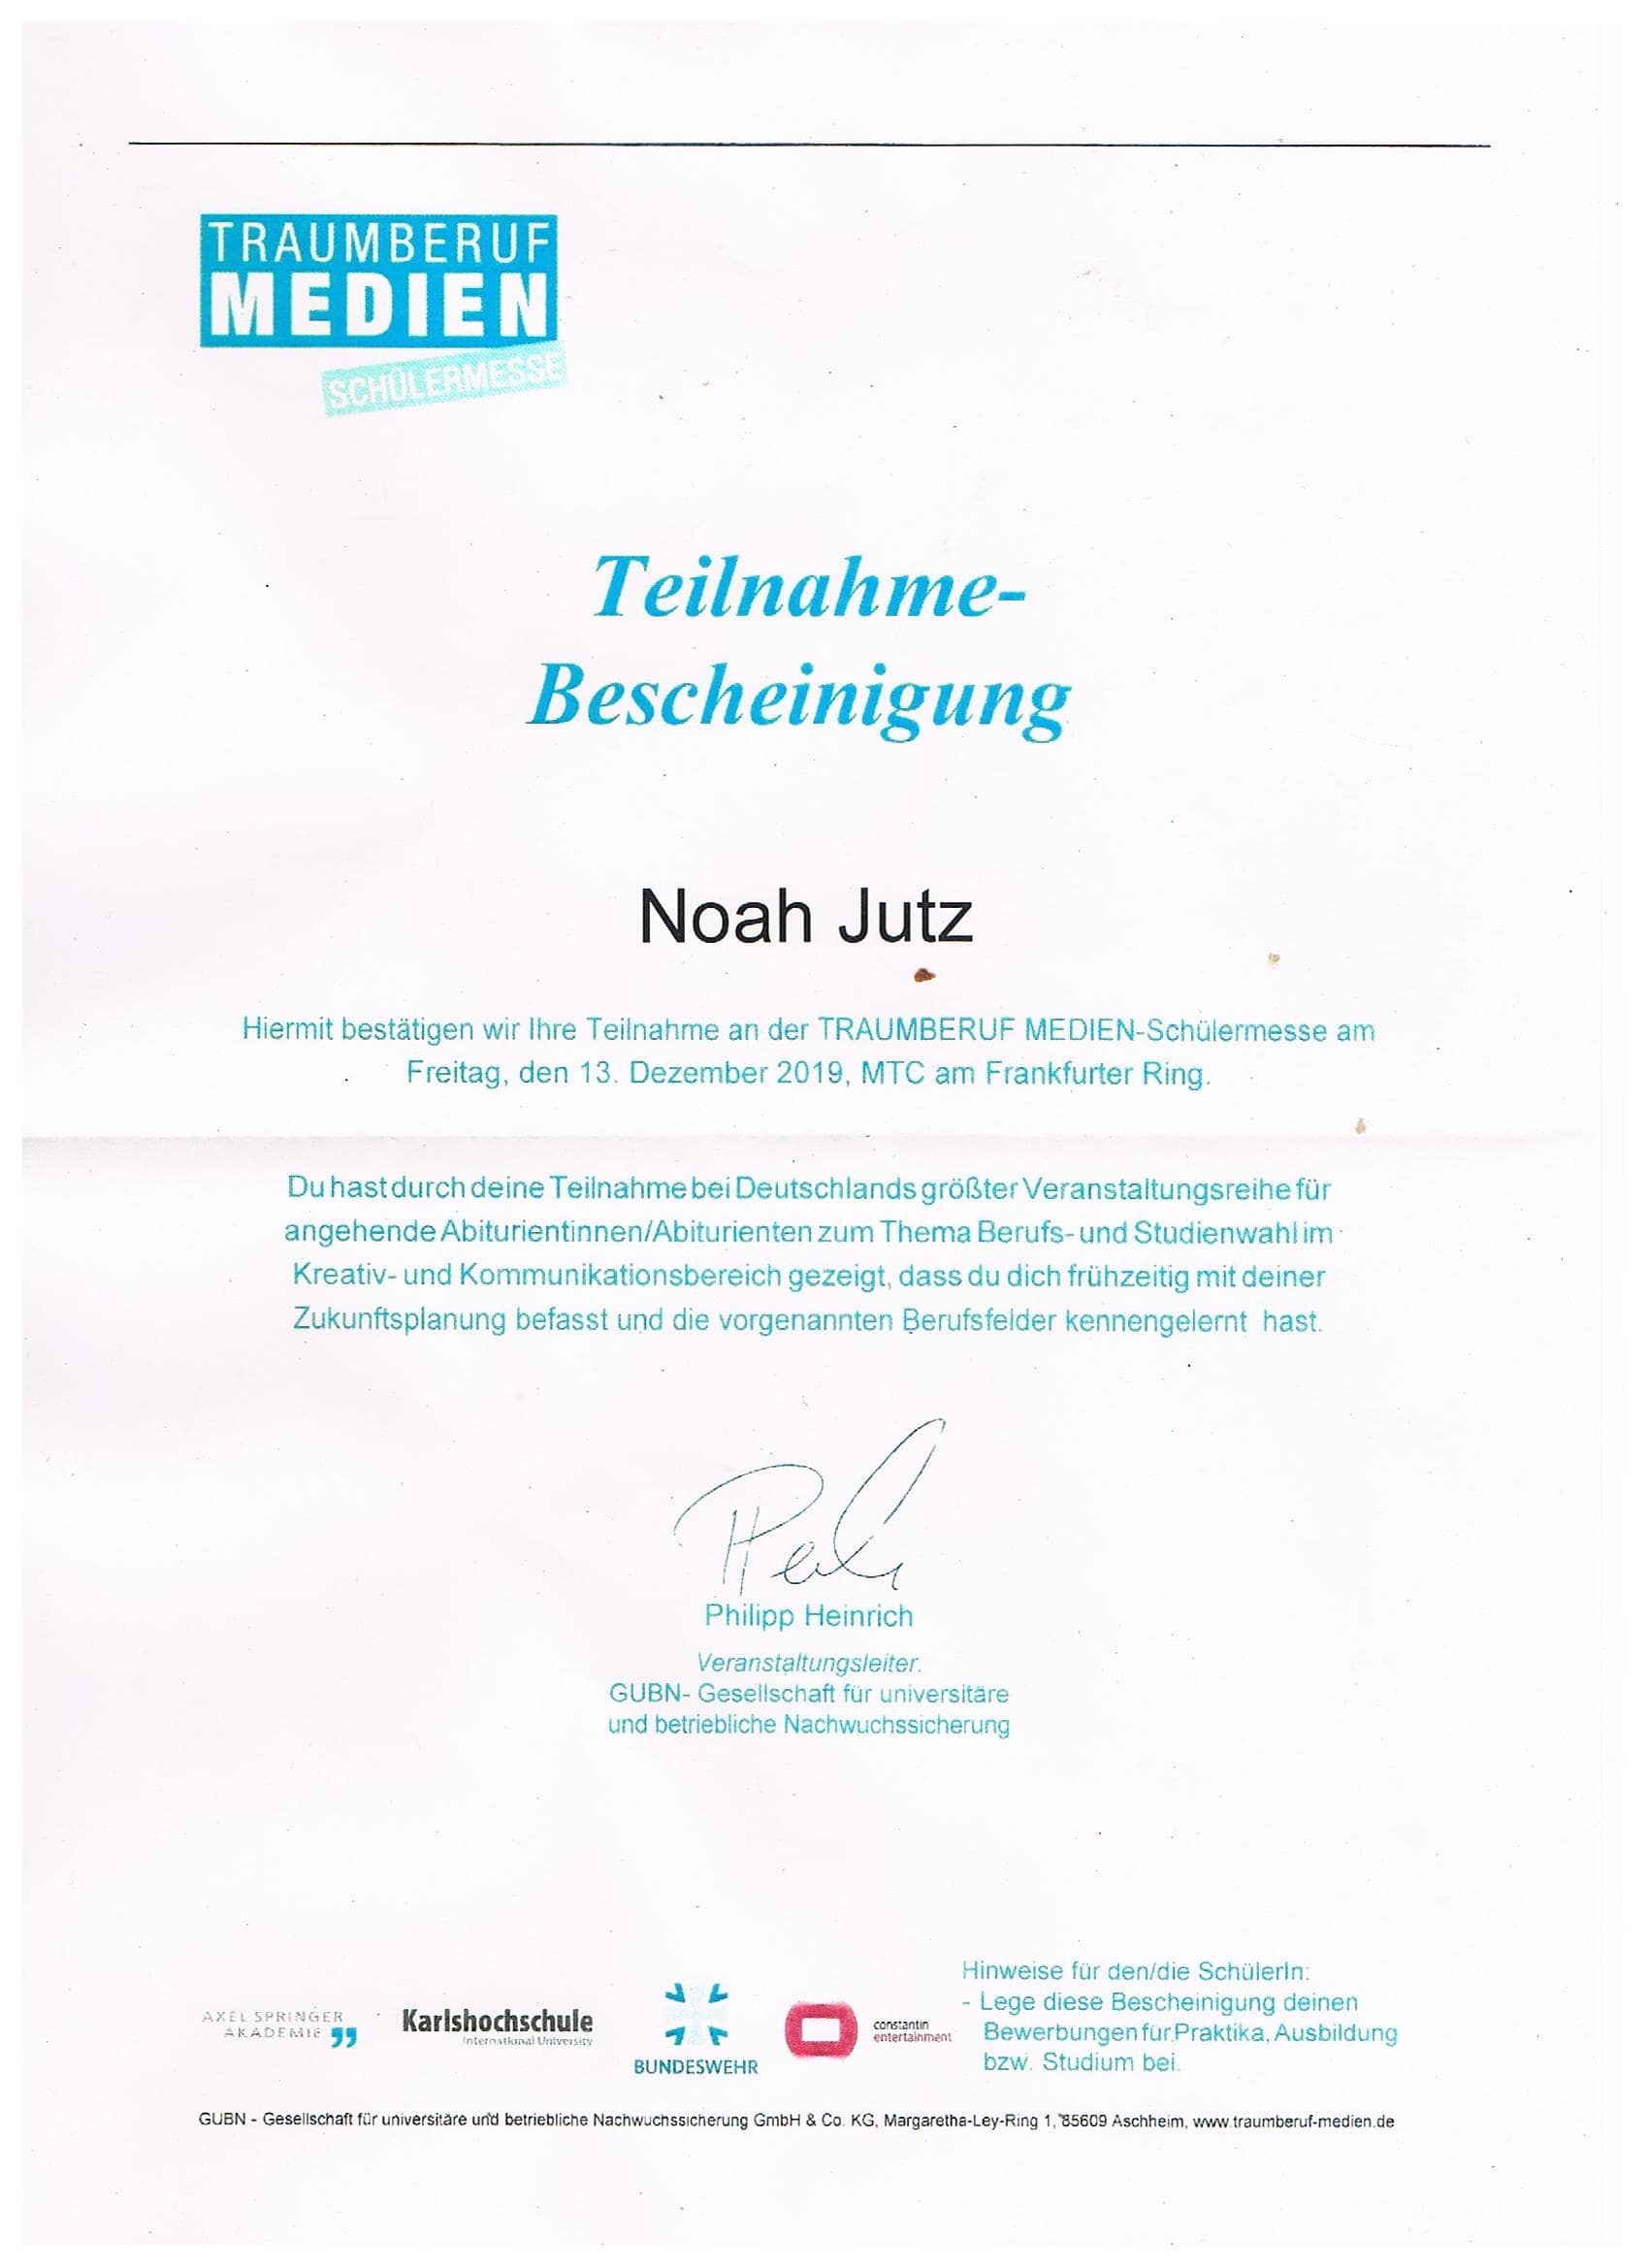 TRAUMBERUF
MEDIEN
SCHÜLERMESSE
Teilnahme-
Bescheinigung
Noah Jutz
Hiermit bestätigen wir Ihre Teilnahme an der TRAUMBERUF MEDIEN-Schülermesse am
Freitag, den 13. Dezember 2019, MTC am Frankfurter Ring.
Du hast durch deine Teilnahme bei Deutschlands größter Veranstaltungsreihe für
angehende Abiturientinnen/Abiturienten zum Thema Berufs- und Studienwahl im
Kreativ- und Kommunikationsbereich gezeigt, dass du dich frühzeitig mit deiner
Zukunftsplanung befasst und die vorgenannten Berufsfelder kennengelernt hast.
Philipp Heinrich
Veranstaltungsleiter.
GUBN- Gesellschaft für universitäre
und betriebliche Nachwuchssicherung
AXEL SPRINGER
AKADEMIE
Karlshochschule
International University
BUNDESWEHR
constantin
entertainment
Hinweise für den/die SchülerIn:
- Lege diese Bescheinigung deinen
Bewerbungen für Praktika, Ausbildung
bzw. Studium bei.
GUBN - Gesellschaft für universitäre und betriebliche Nachwuchssicherung GmbH & Co. KG, Margaretha-Ley-Ring 1, 85609 Aschheim, www.traumberuf-medien.de